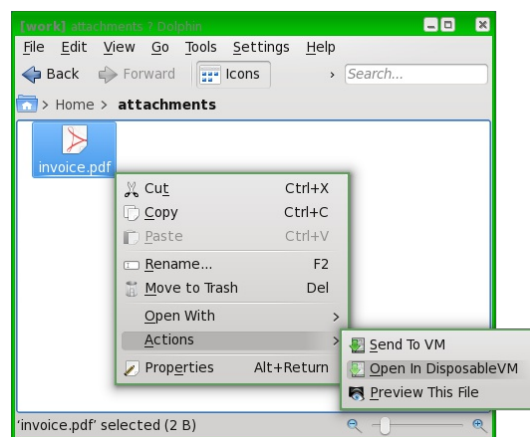 [work] attachments ? Dolphin
File Edit View Go Tools Settings Help
Back Forward Icons > Search...
> Home > attachments
invoice.pdf
Cut Ctrl+X
Copy Ctrl+C
Paste Ctrl+V
Rename... F2
Move to Trash Del
Open With >
Actions >
Send To VM
Open In DisposableVM
Preview This File
Properties Alt+Return
'invoice.pdf' selected (2 B)